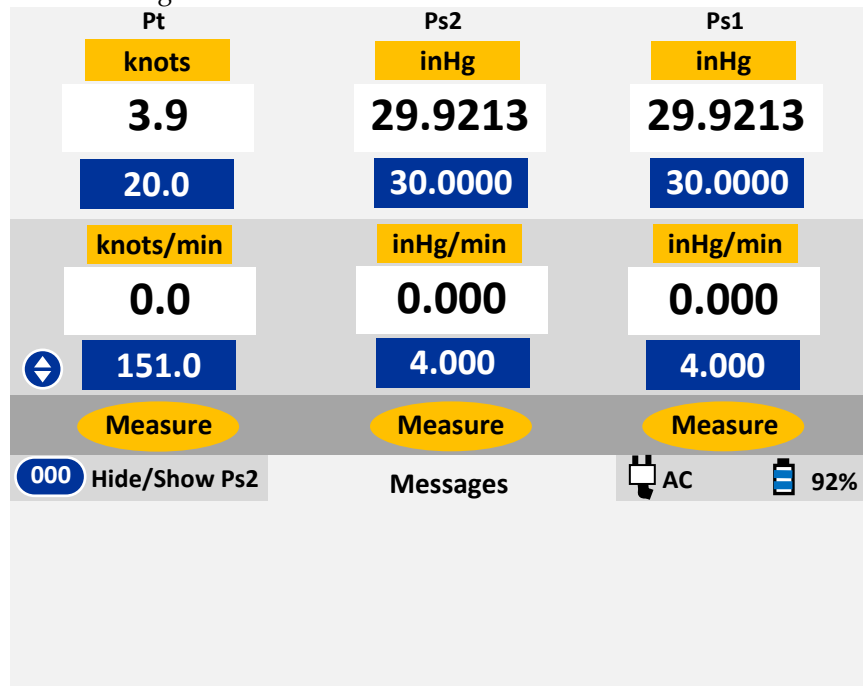 Pt Ps2 Ps1
knots inHg inHg
3.9 29.9213 29.9213
20.0 30.0000 30.0000
knots/min inHg/min inHg/min
0.0 0.000 0.000
151.0 4.000 4.000
Measure Measure Measure
000 Hide/Show Ps2 Messages AC 92%